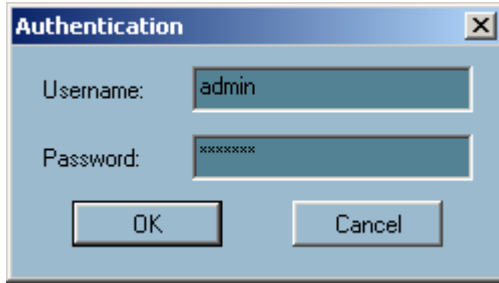 Authentication
Username: admin
Password: *******
OK Cancel